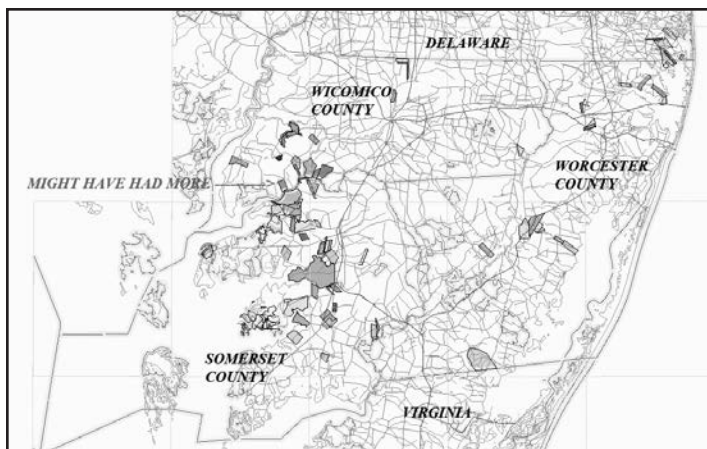 DELAWARE
WICOMICO
COUNTY
WORCESTER
COUNTY
MIGHT HAVE HAD MORE
SOMERSET
COUNTY
VIRGINIA